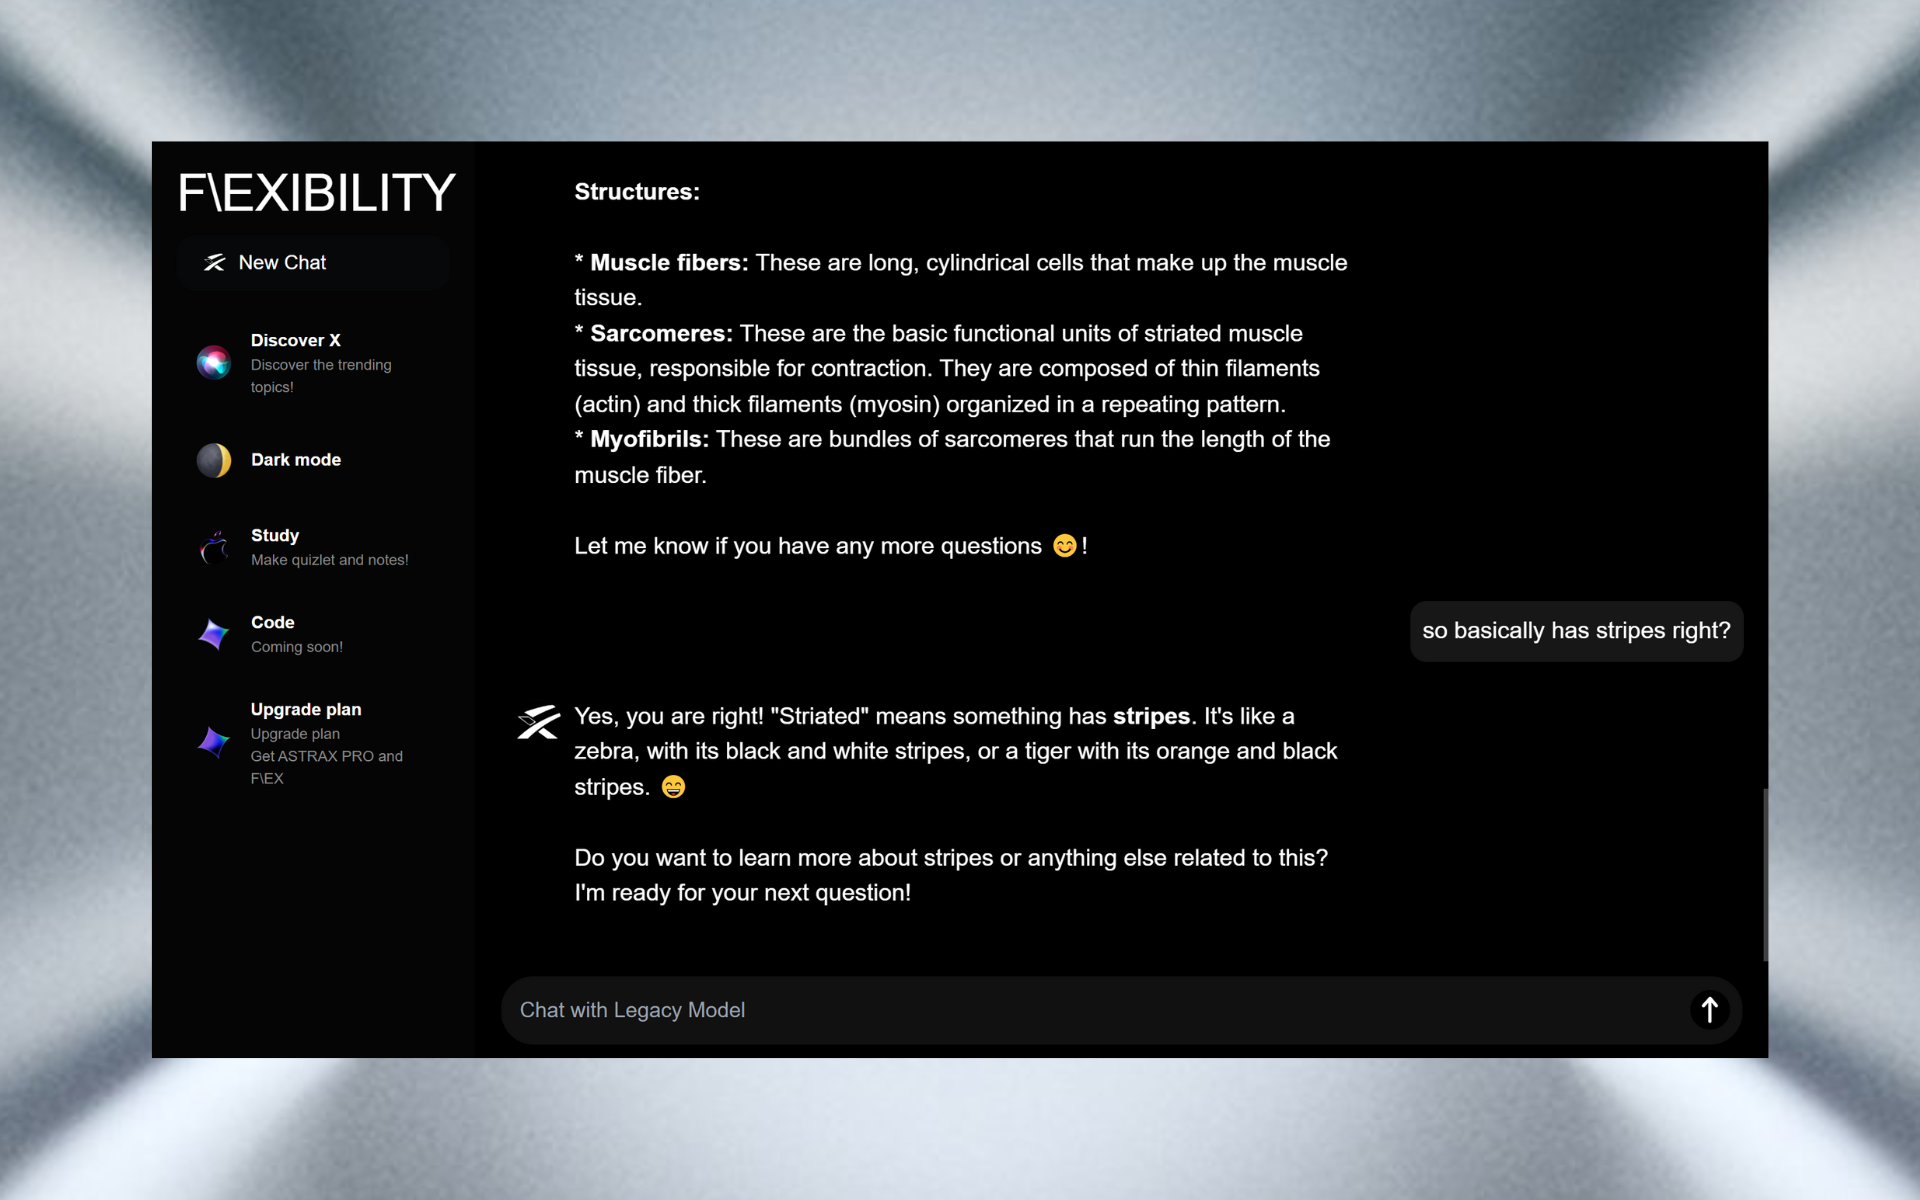 F\EXIBILITY
New Chat
Discover X
Discover the trending
topics!
Dark mode
Study
Make quizlet and notes!
Code
Coming soon!
Upgrade plan
Upgrade plan
Get ASTRAX PRO and
F\EX
Structures:
* Muscle fibers: These are long, cylindrical cells that make up the muscle
tissue.
* Sarcomeres: These are the basic functional units of striated muscle
tissue, responsible for contraction. They are composed of thin filaments
(actin) and thick filaments (myosin) organized in a repeating pattern.
* Myofibrils: These are bundles of sarcomeres that run the length of the
muscle fiber.
Let me know if you have any more questions 😊!
so basically has stripes right?
Yes, you are right! "Striated" means something has stripes. It's like a
zebra, with its black and white stripes, or a tiger with its orange and black
stripes. 😄
Do you want to learn more about stripes or anything else related to this?
I'm ready for your next question!
Chat with Legacy Model